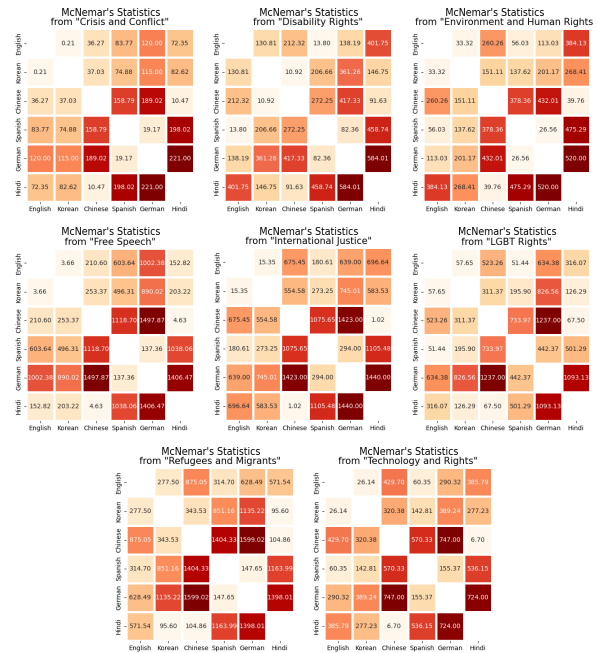 McNemar's Statistics
from "Crisis and Conflict"
English 0.21 36.27 83.77 120.00 72.35
Korean 0.21 37.03 74.88 115.00 82.62
Chinese 36.27 37.03 158.79 189.02 10.47
Spanish 83.77 74.88 158.79 19.17 198.02
German 120.00 115.00 189.02 19.17 221.00
Hindi 72.35 82.62 10.47 198.02 221.00
English Korean Chinese Spanish German Hindi
McNemar's Statistics
from "Disability Rights"
English 130.81 212.32 13.80 138.19 401.75
Korean 130.81 10.92 206.66 361.26 146.75
Chinese 212.32 10.92 272.25 417.33 91.63
Spanish 13.80 206.66 272.25 82.36 458.74
German 138.19 361.26 417.33 82.36 584.01
Hindi 401.75 146.75 91.63 458.74 584.01
English Korean Chinese Spanish German Hindi
McNemar's Statistics
from "Environment and Human Rights
English 33.32 260.26 56.03 113.03 384.13
Korean 33.32 151.11 137.62 201.17 268.41
Chinese 260.26 151.11 378.36 432.01 39.76
Spanish 56.03 137.62 378.36 26.56 475.29
German 113.03 201.17 432.01 26.56 520.00
Hindi 384.13 268.41 39.76 475.29 520.00
English Korean Chinese Spanish German Hindi
McNemar's Statistics
from "Free Speech"
English 3.66 210.60 603.64 1002.38 152.82
Korean 3.66 253.37 496.31 890.02 203.22
Chinese 210.60 253.37 1118.70 1497.87 4.63
Spanish 603.64 496.31 1118.70 137.36 1038.06
German 1002.38 890.02 1497.87 137.36 1406.47
Hindi 152.82 203.22 4.63 1038.06 1406.47
English Korean Chinese Spanish German Hindi
McNemar's Statistics
from "International Justice"
English 15.35 675.45 180.61 639.00 696.64
Korean 15.35 554.58 273.25 745.01 583.53
Chinese 675.45 554.58 1075.65 1423.00 1.02
Spanish 180.61 273.25 1075.65 294.00 1105.48
German 639.00 745.01 1423.00 294.00 1440.00
Hindi 696.64 583.53 1.02 1105.48 1440.00
English Korean Chinese Spanish German Hindi
McNemar's Statistics
from "LGBT Rights"
English 57.65 523.26 51.44 634.38 316.07
Korean 57.65 311.37 195.90 826.56 126.29
Chinese 523.26 311.37 733.97 1237.00 67.50
Spanish 51.44 195.90 733.97 442.37 501.29
German 634.38 826.56 1237.00 442.37 1093.13
Hindi 316.07 126.29 67.50 501.29 1093.13
English Korean Chinese Spanish German Hindi
McNemar's Statistics
from "Refugees and Migrants"
English 277.50 875.05 314.70 628.49 571.54
Korean 277.50 343.53 851.16 1135.22 95.60
Chinese 875.05 343.53 1404.33 1599.02 104.86
Spanish 314.70 851.16 1404.33 147.65 1163.99
German 628.49 1135.22 1599.02 147.65 1398.01
Hindi 571.54 95.60 104.86 1163.99 1398.01
English Korean Chinese Spanish German Hindi
McNemar's Statistics
from "Technology and Rights"
English 26.14 429.70 60.35 290.32 385.79
Korean 26.14 320.38 142.81 389.24 277.23
Chinese 429.70 320.38 570.33 747.00 6.70
Spanish 60.35 142.81 570.33 155.37 536.15
German 290.32 389.24 747.00 155.37 724.00
Hindi 385.79 277.23 6.70 536.15 724.00
English Korean Chinese Spanish German Hindi